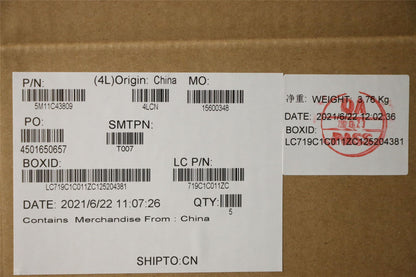 P/N: (4L)Origin: China MO:
5M11C43809 4LCN 15600348
PO: SMTPN:
4501650657 T007
BOXID: LC P/N:
LC719C1C011ZC125204381 719C1C011ZC
DATE: 2021/6/22 11:07:26 QTY:
5
Contains Merchandise From : China
SHIPTO:CN
净重: WEIGHT: 3.76 Kg
DATE: 2021/6/22 12:02:36
BOXID:
LC719C1C011ZC125204381
QA
PASS